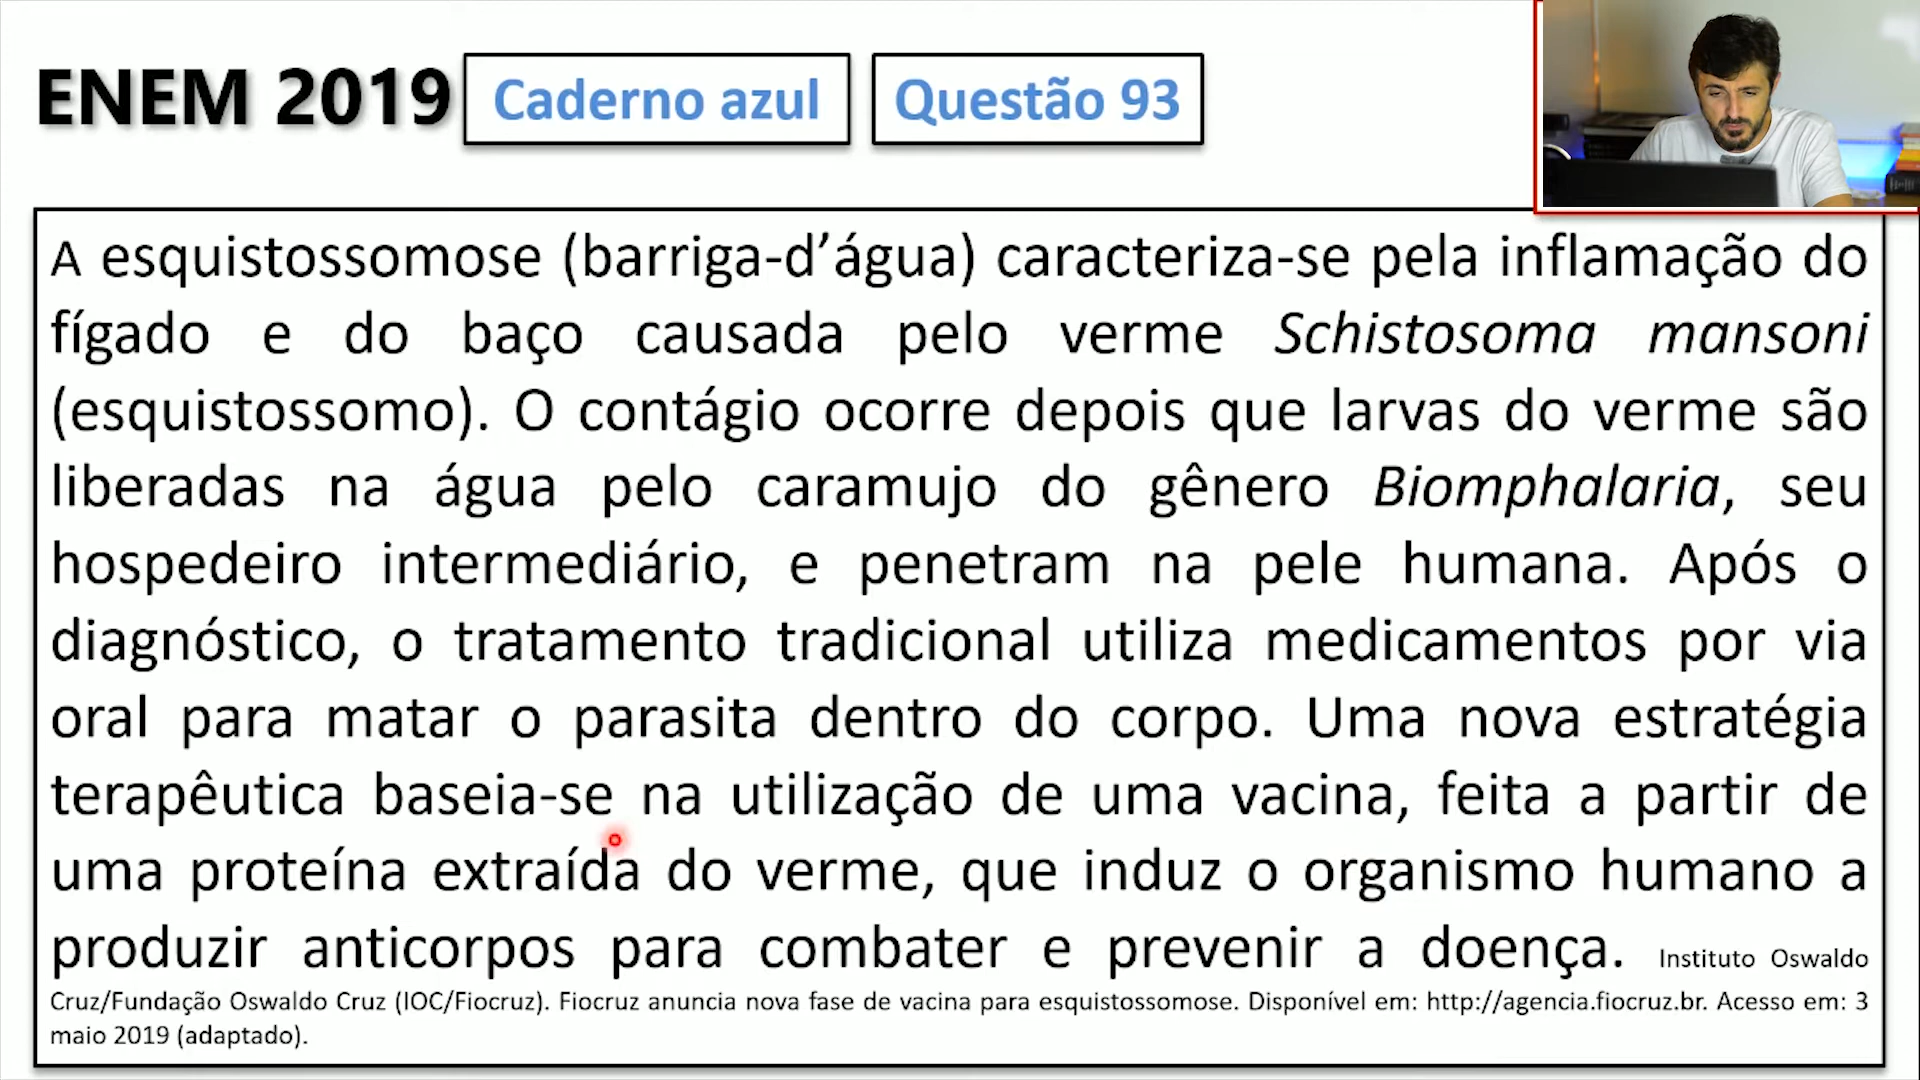 ENEM 2019 Caderno azul Questão 93
A esquistossomose (barriga-d’água) caracteriza-se pela inflamação do
fígado e do baço causada pelo verme Schistosoma mansoni
(esquistossomo). O contágio ocorre depois que larvas do verme são
liberadas na água pelo caramujo do gênero Biomphalaria, seu
hospedeiro intermediário, e penetram na pele humana. Após o
diagnóstico, o tratamento tradicional utiliza medicamentos por via
oral para matar o parasita dentro do corpo. Uma nova estratégia
terapêutica baseia-se na utilização de uma vacina, feita a partir de
uma proteína extraída do verme, que induz o organismo humano a
produzir anticorpos para combater e prevenir a doença. Instituto Oswaldo
Cruz/Fundação Oswaldo Cruz (IOC/Fiocruz). Fiocruz anuncia nova fase de vacina para esquistossomose. Disponível em: http://agencia.fiocruz.br. Acesso em: 3
maio 2019 (adaptado).